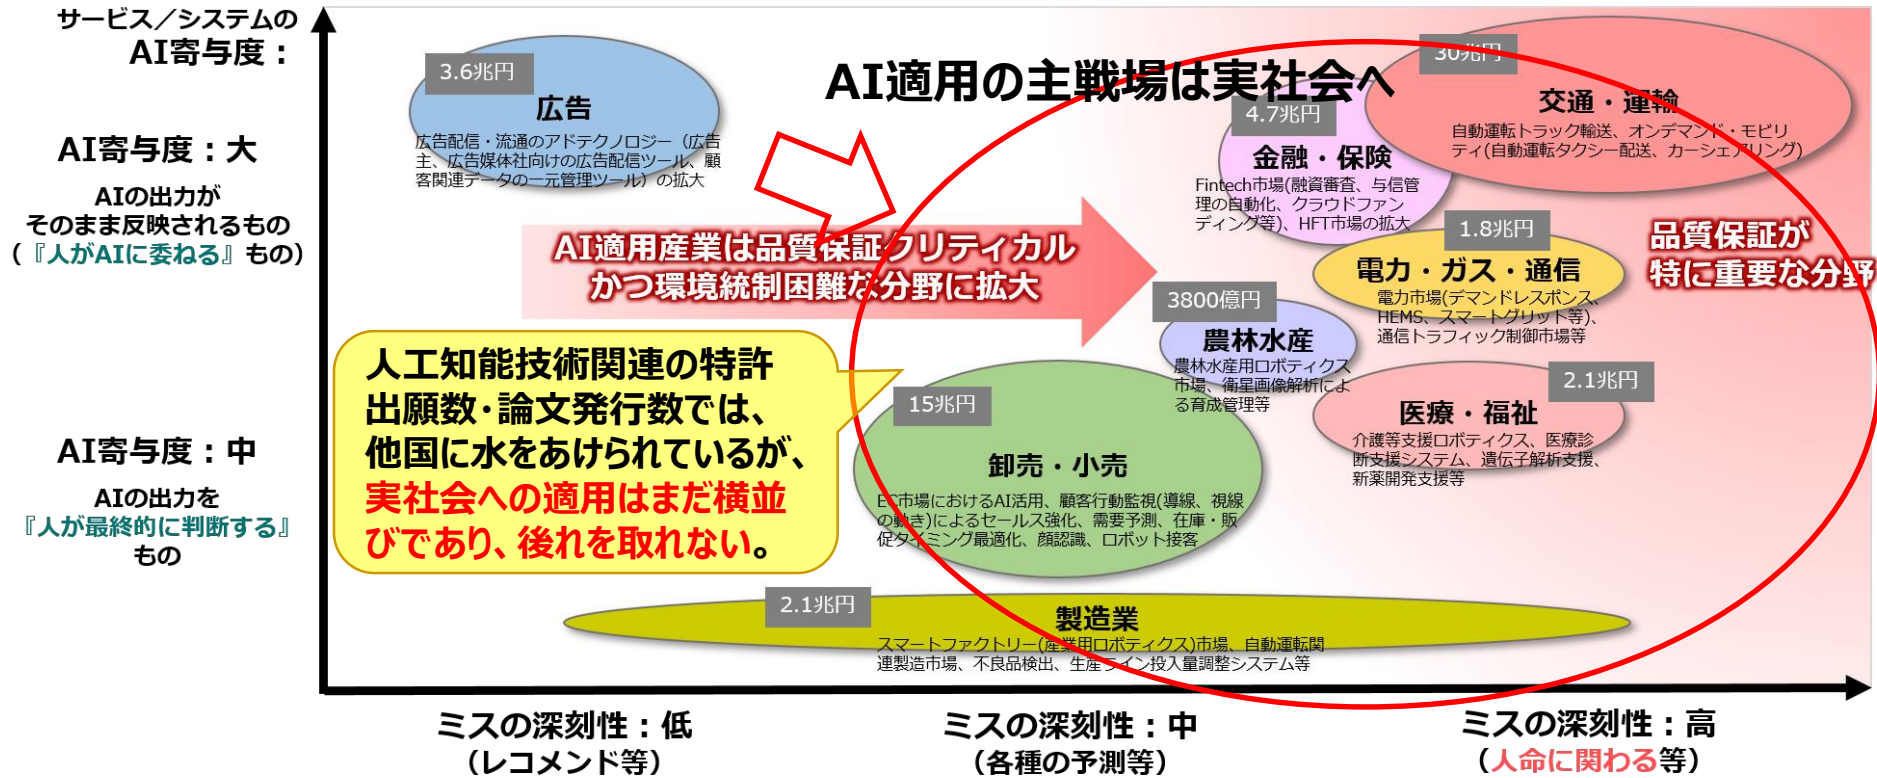 サービス／システムの
AI寄与度：
AI寄与度：大
AIの出力が
そのまま反映されるもの
（『人がAIに委ねる』もの）
AI寄与度：中
AIの出力を
『人が最終的に判断する』
もの
AI適用の主戦場は実社会へ
3.6兆円
広告
広告配信・流通のアドテクノロジー（広告
主、広告媒体社向けの広告配信ツール、顧
客関連データの一元管理ツール）の拡大
30兆円
交通・運輸
自動運転トラック輸送、オンデマンド・モビリ
ティ(自動運転タクシー配送、カーシェアリング)
4.7兆円
金融・保険
Fintech市場(融資審査、与信管
理の自動化、クラウドファン
ディング等)、HFT市場の拡大
AI適用産業は品質保証クリティカル
かつ環境統制困難な分野に拡大
1.8兆円
電力・ガス・通信
電力市場(デマンドレスポンス、
HEMS、スマートグリット等)、
通信トラフィック制御市場等
品質保証が
特に重要な分野
3800億円
農林水産
農林水産用ロボティクス
市場、衛星画像解析によ
る育成管理等
人工知能技術関連の特許
出願数・論文発行数では、
他国に水をあけられているが、
実社会への適用はまだ横並
びであり、後れを取れない。
15兆円
卸売・小売
EC市場におけるAI活用、顧客行動監視(導線、視線
の動き)によるセールス強化、需要予測、在庫・販
促タイミング最適化、顔認識、ロボット接客
2.1兆円
医療・福祉
介護等支援ロボティクス、医療診
断支援システム、遺伝子解析支援、
新薬開発支援等
2.1兆円
製造業
スマートファクトリー(産業用ロボティクス)市場、自動運転関
連製造市場、不良品検出、生産ライン投入量調整システム等
ミスの深刻性：低
（レコメンド等）
ミスの深刻性：中
（各種の予測等）
ミスの深刻性：高
（人命に関わる等）